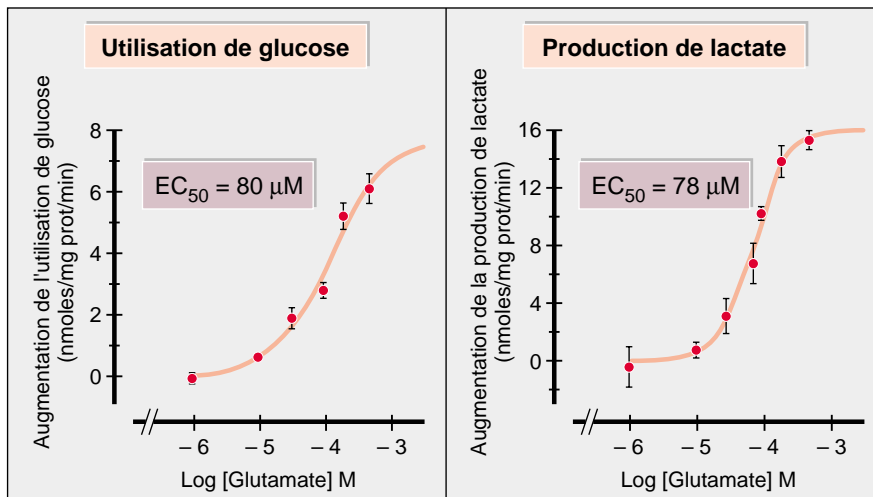 Utilisation de glucose
Augmentation de l'utilisation de glucose
(nmoles/mg prot/min)
8
6
4
2
0
EC50 = 80 µM
– 6
– 5
– 4
– 3
Log [Glutamate] M
Production de lactate
Augmentation de la production de lactate
(nmoles/mg prot/min)
16
12
8
4
0
EC50 = 78 µM
– 6
– 5
– 4
– 3
Log [Glutamate] M